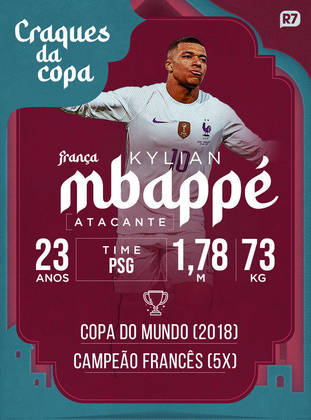 R7
Craques
da
copa
frança KYLIAN
mbappé
ATACANTE
23 ANOS
TIME PSG
1,78 M
73 KG
COPA DO MUNDO (2018)
CAMPEÃO FRANCÊS (5X)
10